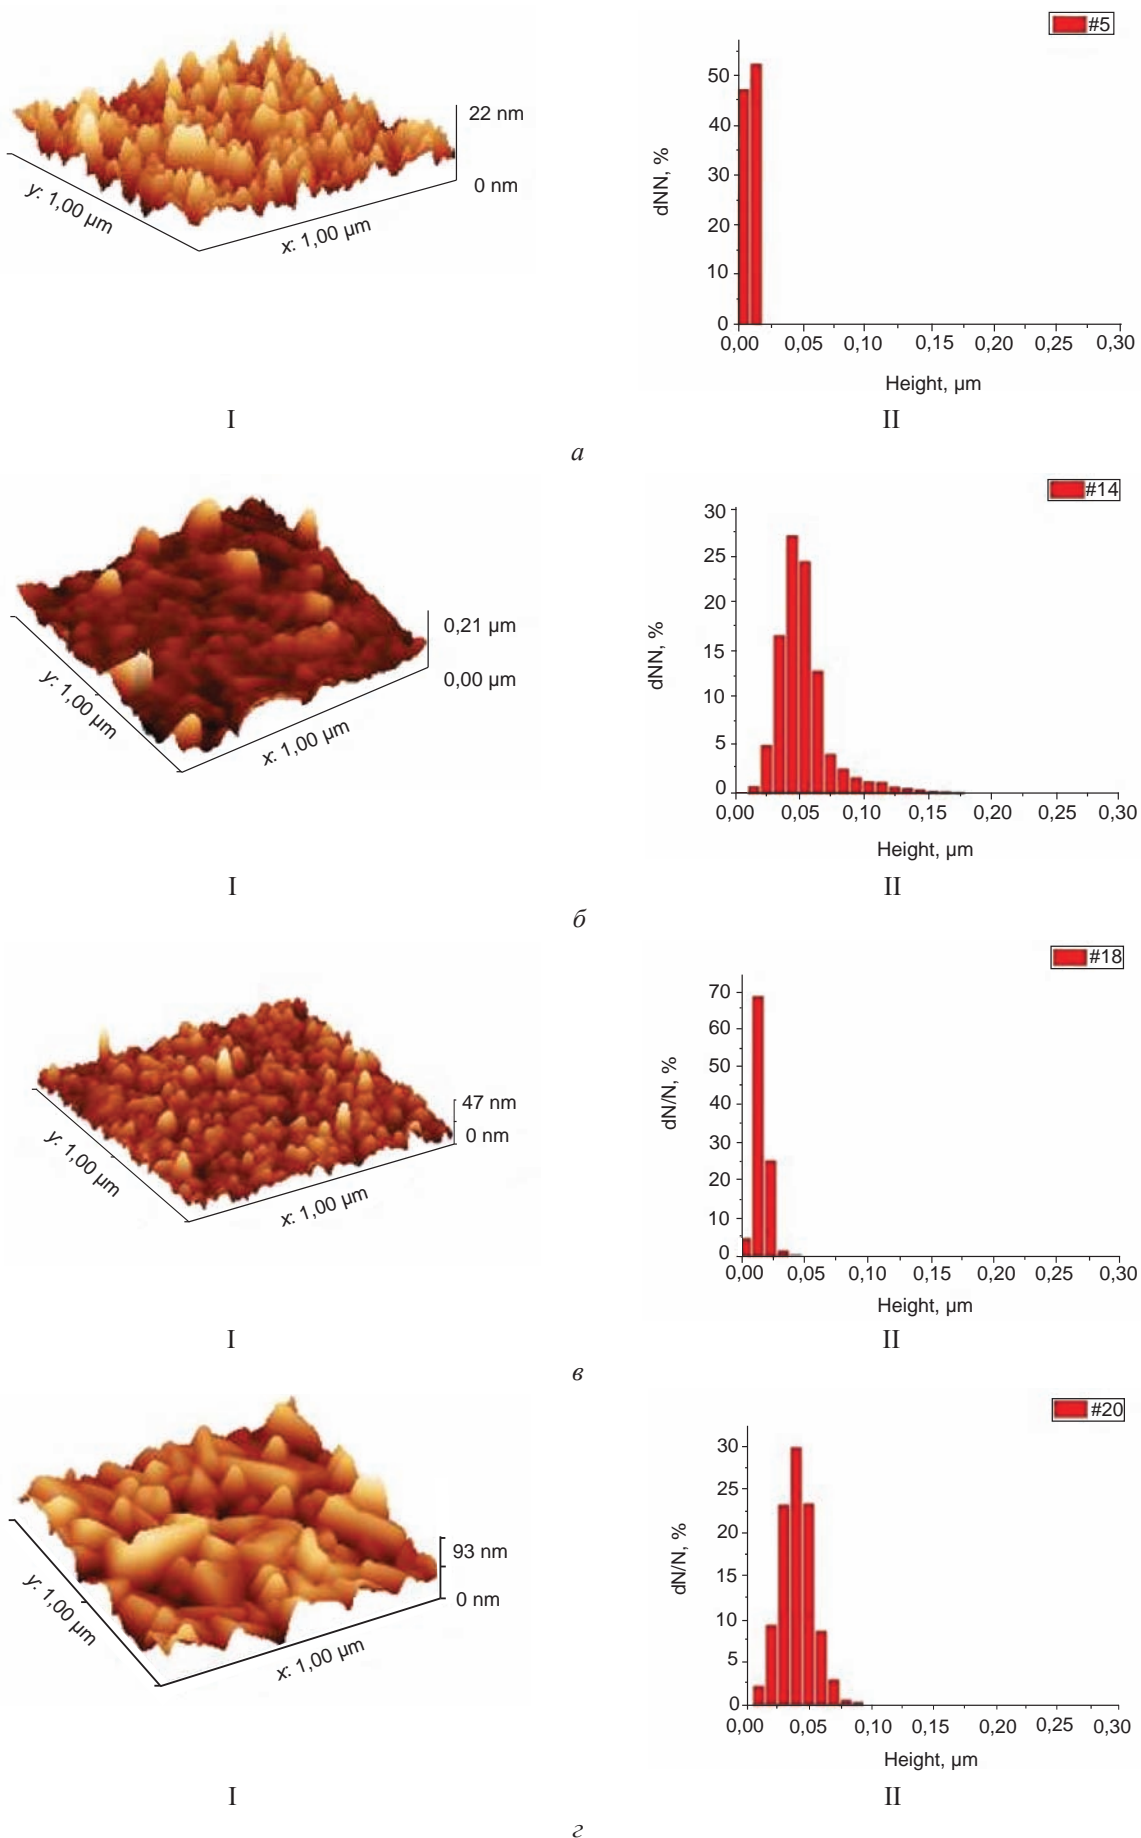 22 nm
0 nm
y: 1,00 µm
x: 1,00 µm
I
#5
dNN, %
50
40
30
20
10
0
0,00 0,05 0,10 0,15 0,20 0,25 0,30
Height, µm
II
а
0,21 µm
0,00 µm
y: 1,00 µm
x: 1,00 µm
I
#14
dNN, %
30
25
20
15
10
5
0
0,00 0,05 0,10 0,15 0,20 0,25 0,30
Height, µm
II
б
47 nm
0 nm
y: 1,00 µm
x: 1,00 µm
I
#18
dN/N, %
70
60
50
40
30
20
10
0
0,00 0,05 0,10 0,15 0,20 0,25 0,30
Height, µm
II
в
93 nm
0 nm
y: 1,00 µm
x: 1,00 µm
I
#20
dN/N, %
30
25
20
15
10
5
0
0,00 0,05 0,10 0,15 0,20 0,25 0,30
Height, µm
II
г